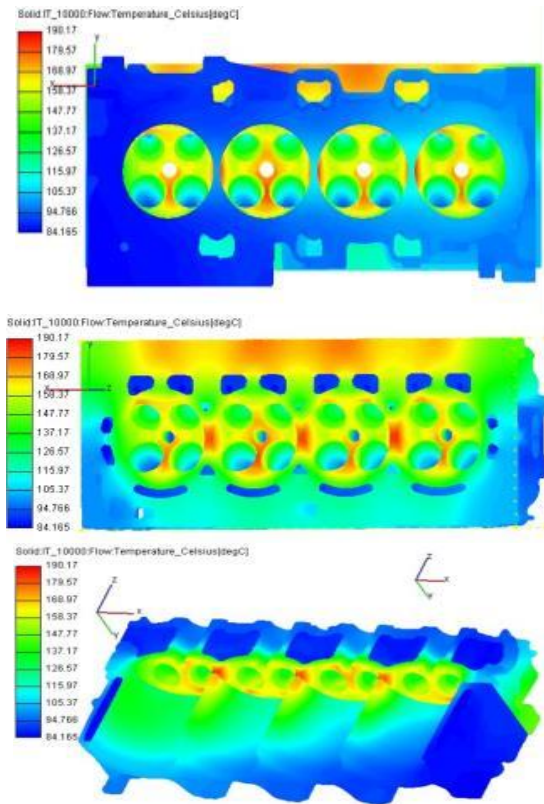 Solid:IT_10000:Flow:Temperature_Celsius[degC]
190.17
179.57
168.97
158.37
147.77
137.17
126.57
115.97
105.37
94.766
84.165
Y
X
Z
Solid:IT_10000:Flow:Temperature_Celsius[degC]
190.17
179.57
168.97
158.37
147.77
137.17
126.57
115.97
105.37
94.766
84.165
Y
X
Z
Solid:IT_10000:Flow:Temperature_Celsius[degC]
190.17
179.57
168.97
158.37
147.77
137.17
126.57
115.97
105.37
94.766
84.165
Z
X
Y
Z
X
Y